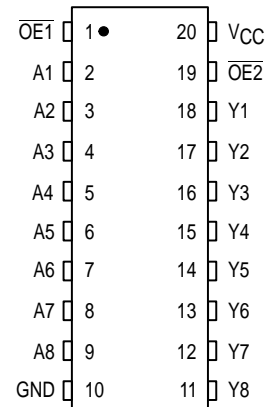 OE1 1 20 VCC
A1 2 19 OE2
A2 3 18 Y1
A3 4 17 Y2
A4 5 16 Y3
A5 6 15 Y4
A6 7 14 Y5
A7 8 13 Y6
A8 9 12 Y7
GND 10 11 Y8